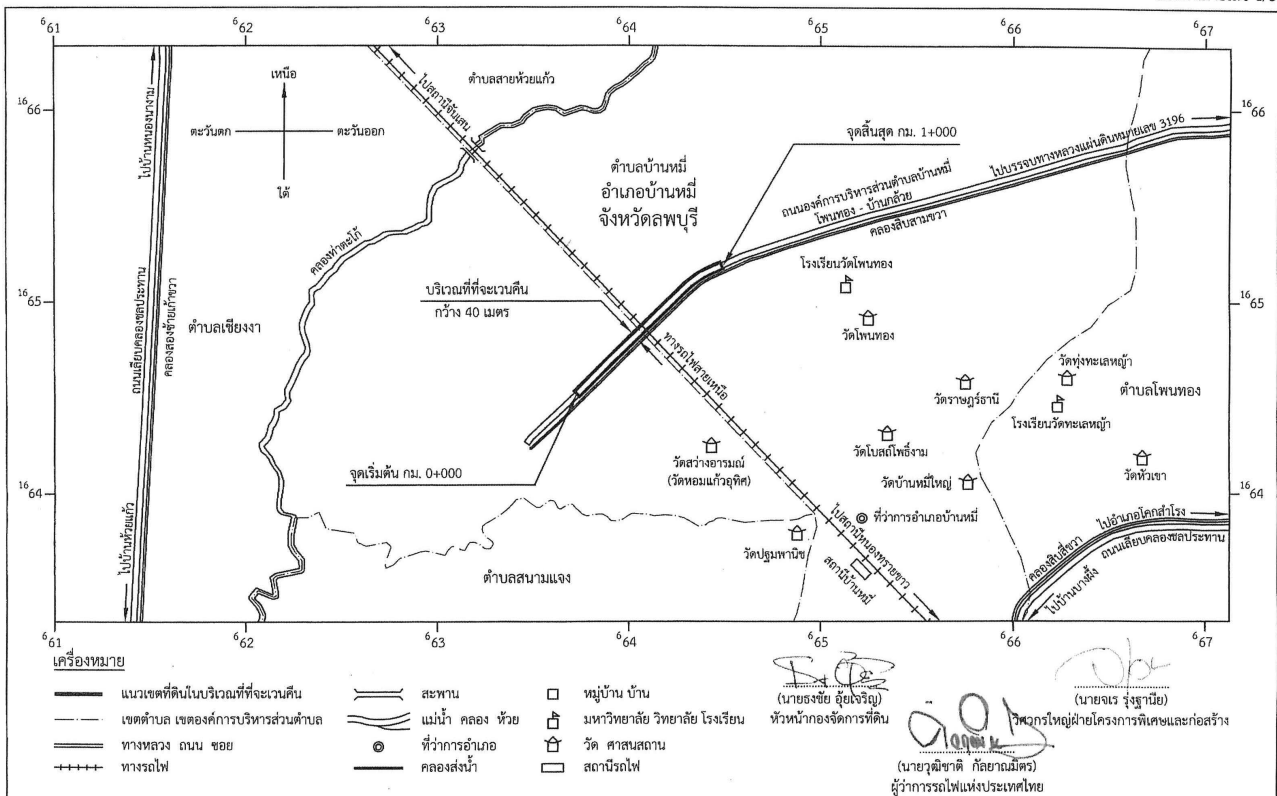 ⁶61 ⁶62 ⁶63 ⁶64 ⁶65 ⁶66 ⁶67
¹⁶66
¹⁶66
¹⁶65
¹⁶65
¹⁶64
¹⁶64
เหนือ
ตะวันตก
ตะวันออก
ใต้
ไปบ้านหนองนางาม
ถนนเลียบคลองชลประทาน
คลองสองซ้ายเก้าขวา
ไปบ้านห้วยแก้ว
ไปสถานีจันเสน
ตำบลสายห้วยแก้ว
ตำบลบ้านหมี่
อำเภอบ้านหมี่
จังหวัดลพบุรี
จุดสิ้นสุด กม. 1+000
ถนนองค์การบริหารส่วนตำบลบ้านหมี่
โพนทอง - บ้านกล้วย
ไปบรรจบทางหลวงแผ่นดินหมายเลข 3196
คลองสิบสามขวา
คลองท่าตะโก้
ตำบลเชียงงา
บริเวณที่ที่จะเวนคืน
กว้าง 40 เมตร
โรงเรียนวัดโพนทอง
วัดโพนทอง
ทางรถไฟสายเหนือ
วัดทุ่งทะเลหญ้า
ตำบลโพนทอง
วัดราษฎร์ธานี
โรงเรียนวัดทะเลหญ้า
วัดโบสถ์โพธิ์งาม
วัดสว่างอารมณ์
(วัดหอมแก้วอุทิศ)
จุดเริ่มต้น กม. 0+000
วัดบ้านหมี่ใหญ่
วัดหัวเขา
ที่ว่าการอำเภอบ้านหมี่
วัดปฐมพานิช
ไปสถานีหนองทรายขาว
สถานีบ้านหมี่
ตำบลสนามแจง
ไปอำเภอโคกสำโรง
คลองสิบสี่ขวา
ถนนเลียบคลองชลประทาน
ไปบ้านบางผึ้ง
⁶61 ⁶62 ⁶63 ⁶64 ⁶65 ⁶66 ⁶67
เครื่องหมาย
แนวเขตที่ดินในบริเวณที่ที่จะเวนคืน
สะพาน
หมู่บ้าน บ้าน
เขตตำบล เขตองค์การบริหารส่วนตำบล
แม่น้ำ คลอง ห้วย
มหาวิทยาลัย วิทยาลัย โรงเรียน
ทางหลวง ถนน ซอย
ที่ว่าการอำเภอ
วัด ศาสนสถาน
ทางรถไฟ
คลองส่งน้ำ
สถานีรถไฟ
(นายธงชัย อุ้ยเจริญ)
หัวหน้ากองจัดการที่ดิน
(นายจเร รุ่งฐานีย)
วิศวกรใหญ่ฝ่ายโครงการพิเศษและก่อสร้าง
(นายวุฒิชาติ กัลยาณมิตร)
ผู้ว่าการรถไฟแห่งประเทศไทย